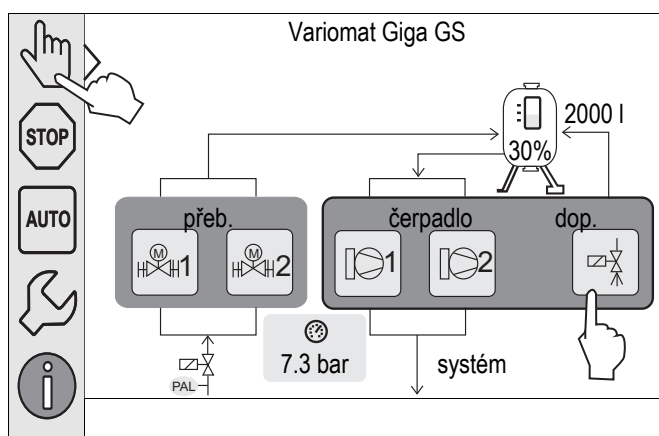 Variomat Giga GS
STOP
AUTO
2000 l
30%
přeb.
čerpadlo
dop.
M
1
M
2
1
2
7.3 bar
systém
PAL